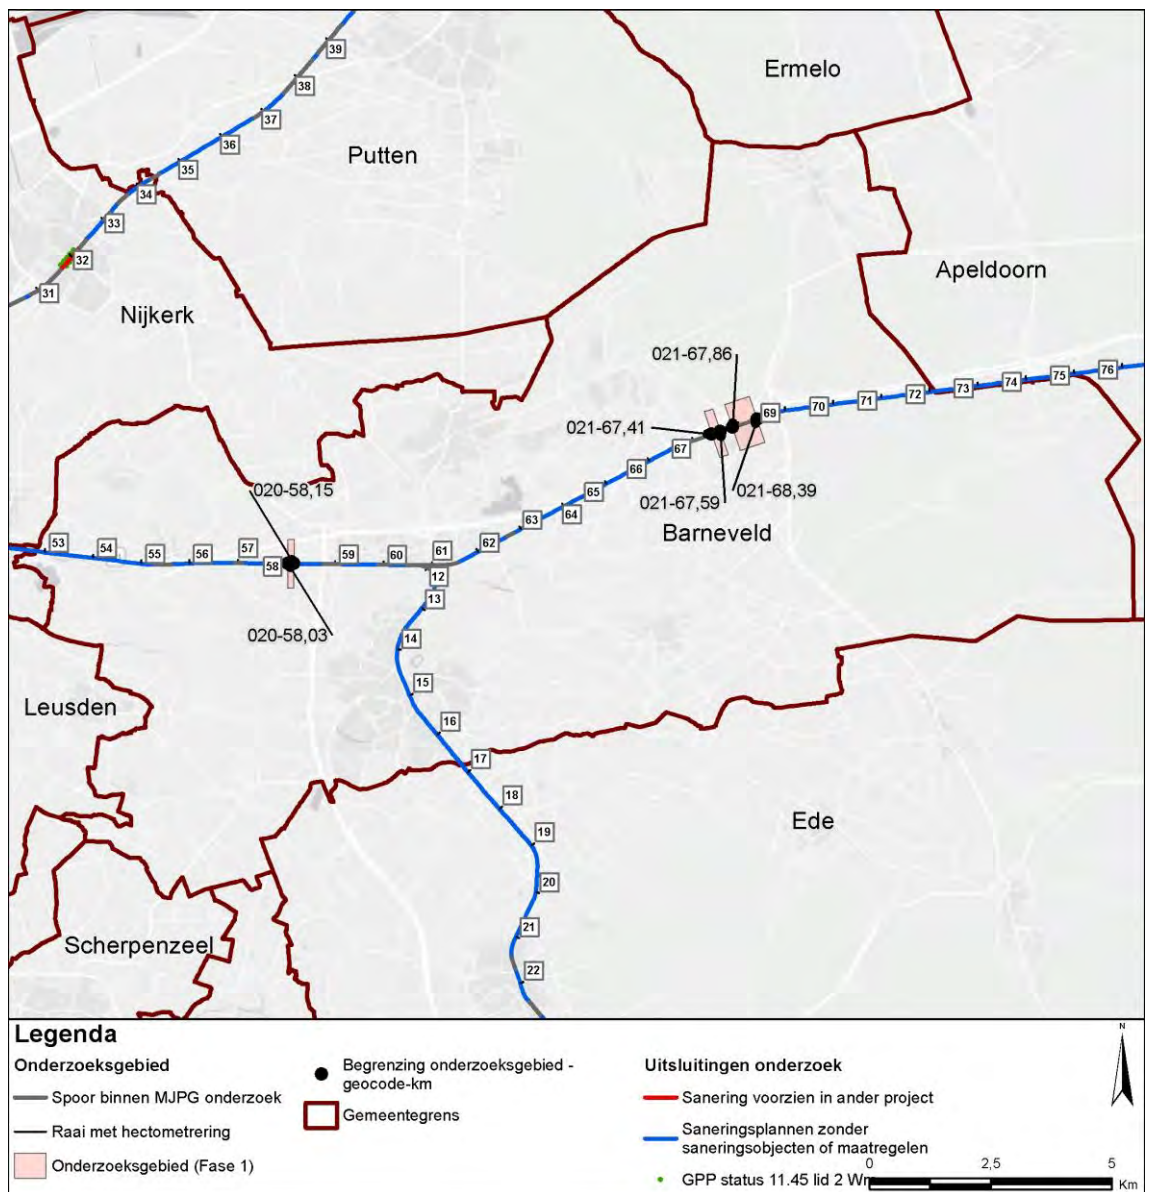 39
38
Ermelo
37
36
Putten
35
34
33
32
Apeldoorn
31
Nijkerk
021-67,86
76
75
74
73
72
71
70
69
021-67,41
67
66
020-58,15
65
021-67,59
021-68,39
64
63
Barneveld
62
53
54
55
56
57
58
59
60
61
12
13
020-58,03
14
15
Leusden
16
17
18
19
Ede
20
21
Scherpenzeel
22
Legenda
Onderzoeksgebied
Spoor binnen MJPG onderzoek
Raai met hectometrering
Onderzoeksgebied (Fase 1)
Begrenzing onderzoeksgebied -
geocode-km
Gemeentegrens
Uitsluitingen onderzoek
Sanering voorzien in ander project
Saneringsplannen zonder
saneringsobjecten of maatregelen
GPP status 11.45 lid 2 Wm
N
0 2,5 5
Km